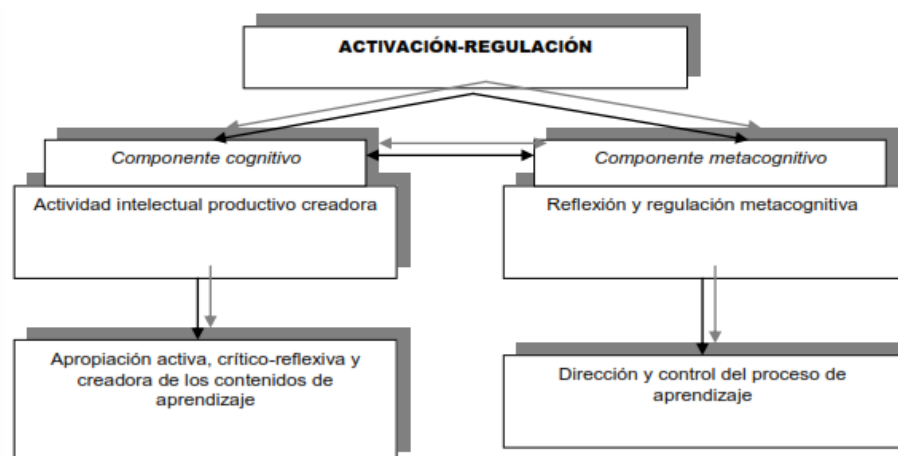 ACTIVACIÓN-REGULACIÓN
Componente cognitivo
Actividad intelectual productivo creadora
Apropiación activa, crítico-reflexiva y
creadora de los contenidos de
aprendizaje
Componente metacognitivo
Reflexión y regulación metacognitiva
Dirección y control del proceso de
aprendizaje